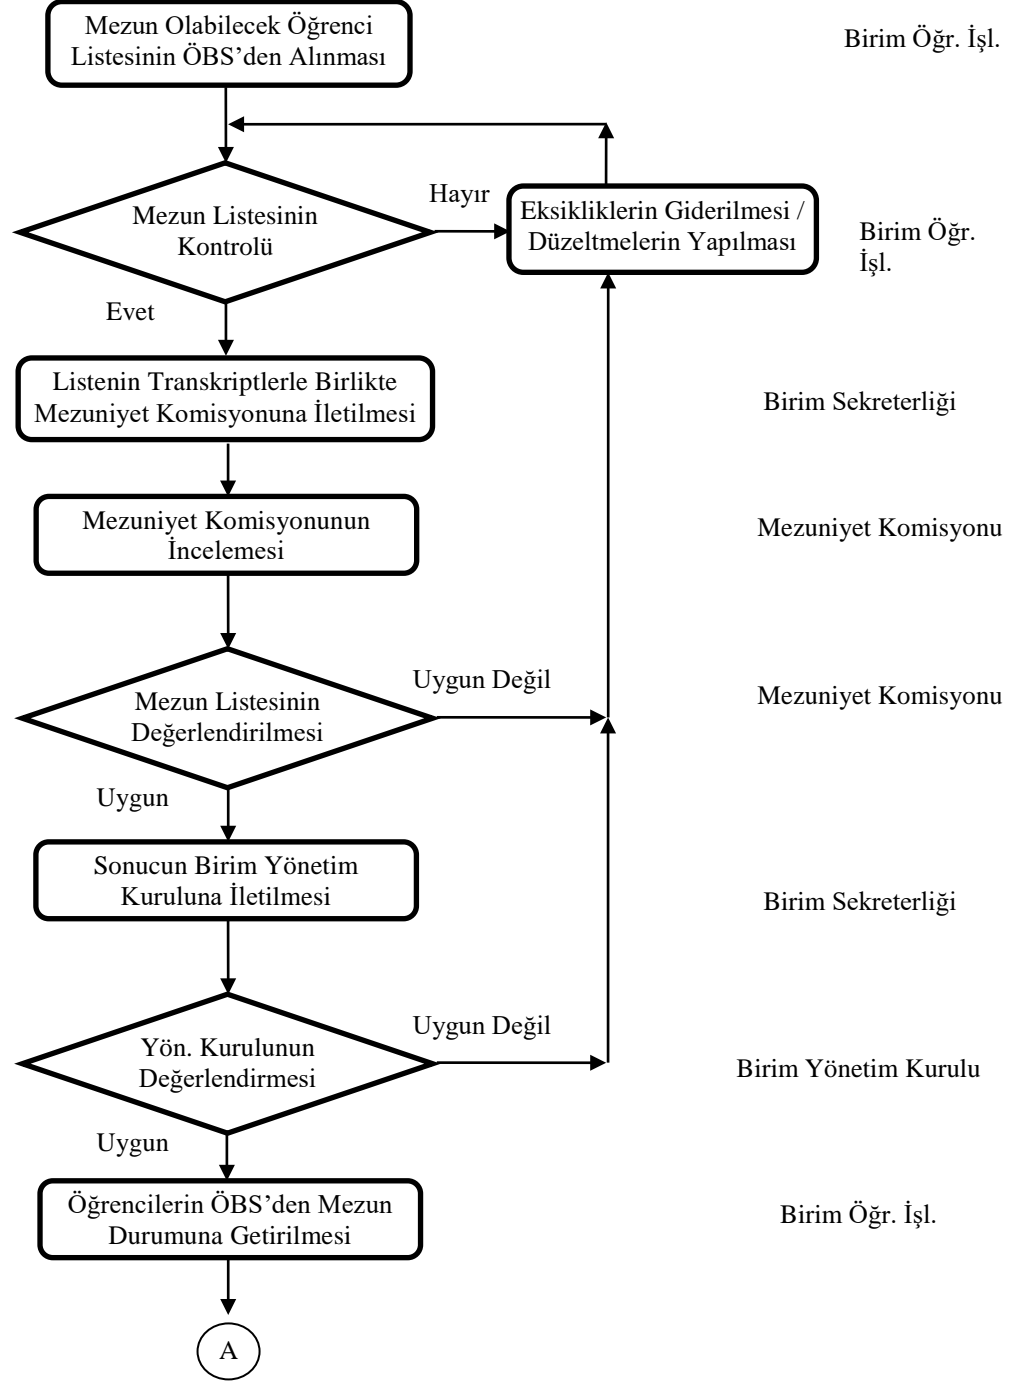 Mezun Olabilecek Öğrenci
Listesinin ÖBS’den Alınması
Birim Öğr. İşl.
Mezun Listesinin
Kontrolü
Hayır
Eksikliklerin Giderilmesi /
Düzeltmelerin Yapılması
Birim Öğr.
İşl.
Evet
Listenin Transkriptlerle Birlikte
Mezuniyet Komisyonuna İletilmesi
Birim Sekreterliği
Mezuniyet Komisyonunun
İncelemesi
Mezuniyet Komisyonu
Mezun Listesinin
Değerlendirilmesi
Uygun Değil
Mezuniyet Komisyonu
Uygun
Sonucun Birim Yönetim
Kuruluna İletilmesi
Birim Sekreterliği
Yön. Kurulunun
Değerlendirmesi
Uygun Değil
Birim Yönetim Kurulu
Uygun
Öğrencilerin ÖBS’den Mezun
Durumuna Getirilmesi
Birim Öğr. İşl.
A